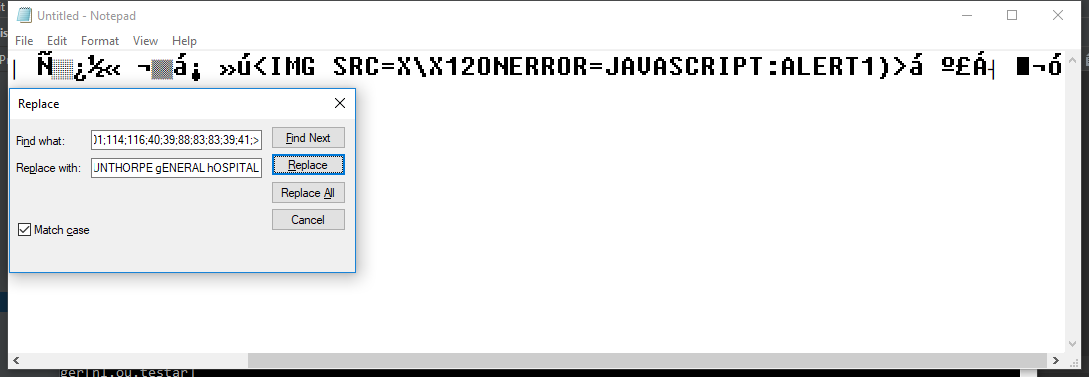 Untitled - Notepad
File Edit Format View Help
Ñ▒▒¿½« ¬▒▒á¡ »ú<IMG SRC=X\X12ONERROR=JAVASCRIPT:ALERT1)>á º£Á┤ █¬ó
Replace
Find what: 01;114;116;40;39;88;83;83;39;41;> Find Next
Replace with: UNTHORPE gENERAL hOSPITAL Replace
Replace All
Cancel
Match case
ger[n1.ou.testar]